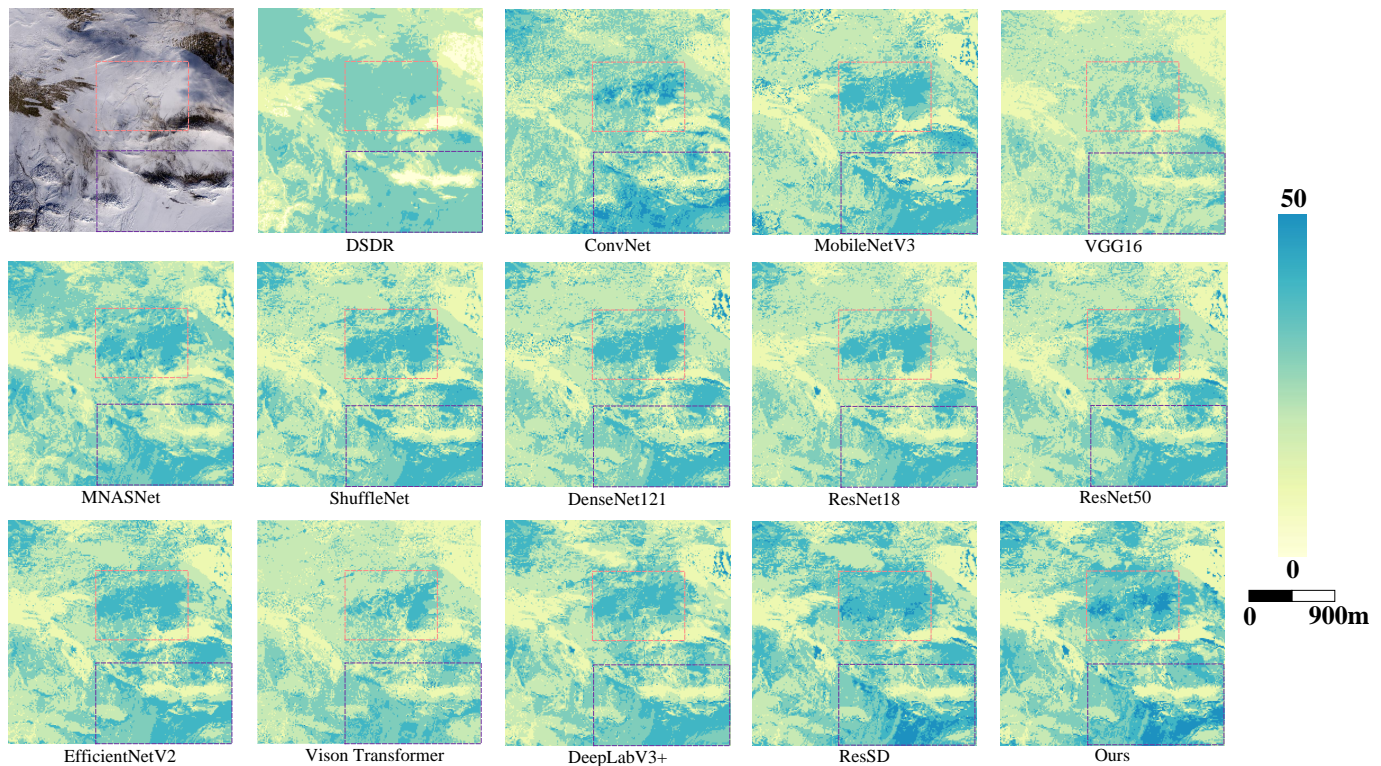 DSDR
ConvNet
MobileNetV3
VGG16
MNASNet
ShuffleNet
DenseNet121
ResNet18
ResNet50
EfficientNetV2
Vison Transformer
DeepLabV3+
ResSD
Ours
50
0
0 900m